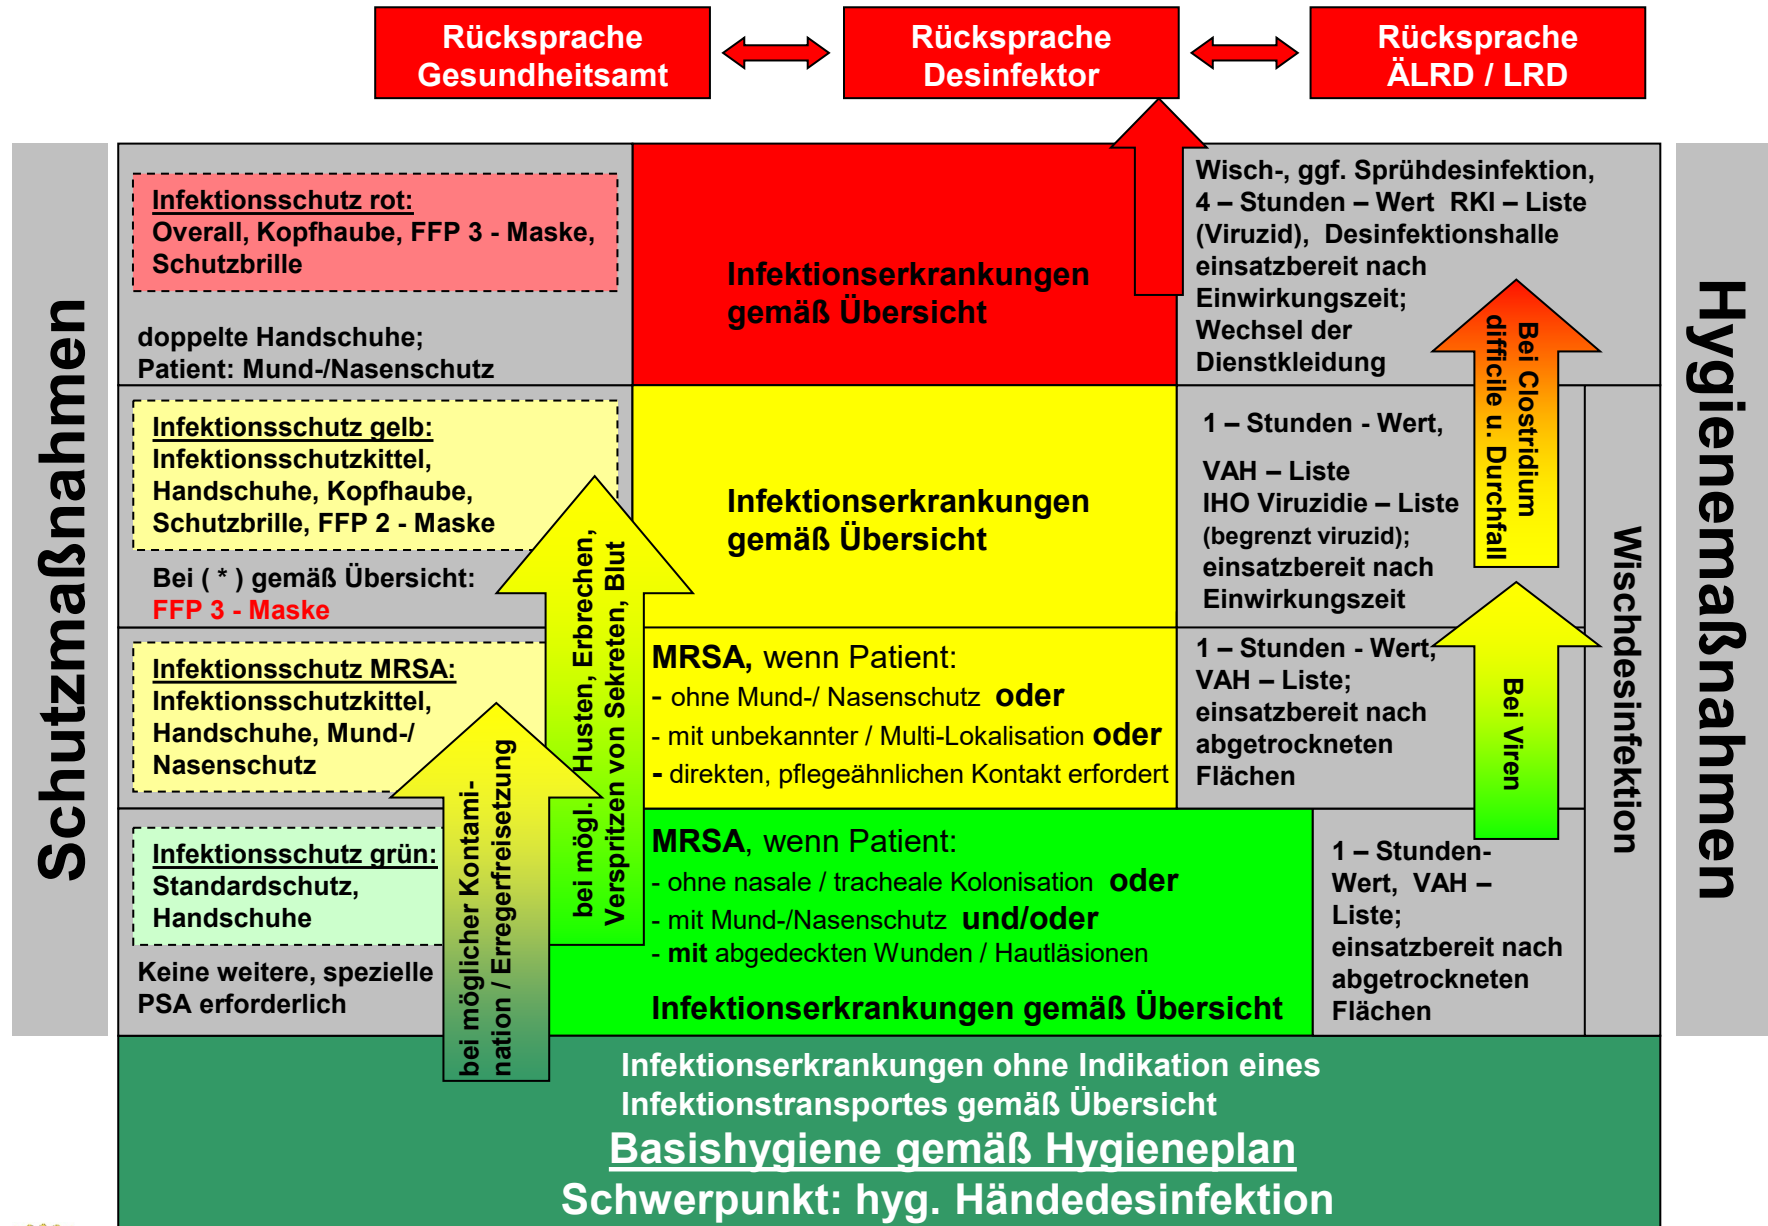 Rücksprache
Gesundheitsamt
Rücksprache
Desinfektor
Rücksprache
ÄLRD / LRD
Schutzmaßnahmen
Infektionsschutz rot:
Overall, Kopfhaube, FFP 3 - Maske,
Schutzbrille
doppelte Handschuhe;
Patient: Mund-/Nasenschutz
Infektionserkrankungen
gemäß Übersicht
Wisch-, ggf. Sprühdesinfektion,
4 – Stunden – Wert RKI – Liste
(Viruzid), Desinfektionshalle
einsatzbereit nach
Einwirkungszeit;
Wechsel der
Dienstkleidung
Bei Clostridium
difficile u. Durchfall
Hygienemaßnahmen
Infektionsschutz gelb:
Infektionsschutzkittel,
Handschuhe, Kopfhaube,
Schutzbrille, FFP 2 - Maske
Bei ( * ) gemäß Übersicht:
FFP 3 - Maske
bei mögl. Husten, Erbrechen,
Verspritzen von Sekreten, Blut
Infektionserkrankungen
gemäß Übersicht
1 – Stunden - Wert,
VAH – Liste
IHO Viruzidie – Liste
(begrenzt viruzid);
einsatzbereit nach
Einwirkungszeit
Wischdesinfektion
Infektionsschutz MRSA:
Infektionsschutzkittel,
Handschuhe, Mund-/
Nasenschutz
bei möglicher Kontami-
nation / Erregerfreisetzung
MRSA, wenn Patient:
- ohne Mund-/ Nasenschutz oder
- mit unbekannter / Multi-Lokalisation oder
- direkten, pflegeähnlichen Kontakt erfordert
1 – Stunden - Wert,
VAH – Liste;
einsatzbereit nach
abgetrockneten
Flächen
Bei Viren
Infektionsschutz grün:
Standardschutz,
Handschuhe
Keine weitere, spezielle
PSA erforderlich
MRSA, wenn Patient:
- ohne nasale / tracheale Kolonisation oder
- mit Mund-/Nasenschutz und/oder
- mit abgedeckten Wunden / Hautläsionen
Infektionserkrankungen gemäß Übersicht
1 – Stunden-
Wert, VAH –
Liste;
einsatzbereit nach
abgetrockneten
Flächen
Infektionserkrankungen ohne Indikation eines
Infektionstransportes gemäß Übersicht
Basishygiene gemäß Hygieneplan
Schwerpunkt: hyg. Händedesinfektion